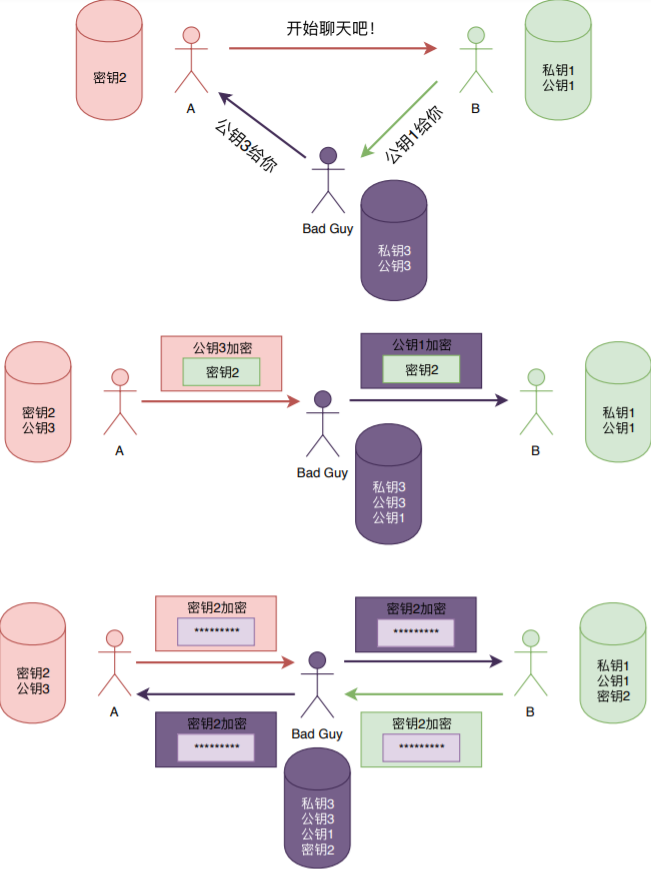 开始聊天吧！
密钥2
A
B
私钥1
公钥1
公钥3给你
公钥1给你
Bad Guy
私钥3
公钥3
公钥3加密
密钥2
公钥1加密
密钥2
密钥2
公钥3
A
B
私钥1
公钥1
Bad Guy
私钥3
公钥3
公钥1
密钥2加密
*********
密钥2加密
*********
密钥2
公钥3
A
B
私钥1
公钥1
密钥2
Bad Guy
密钥2加密
*********
密钥2加密
*********
私钥3
公钥3
公钥1
密钥2